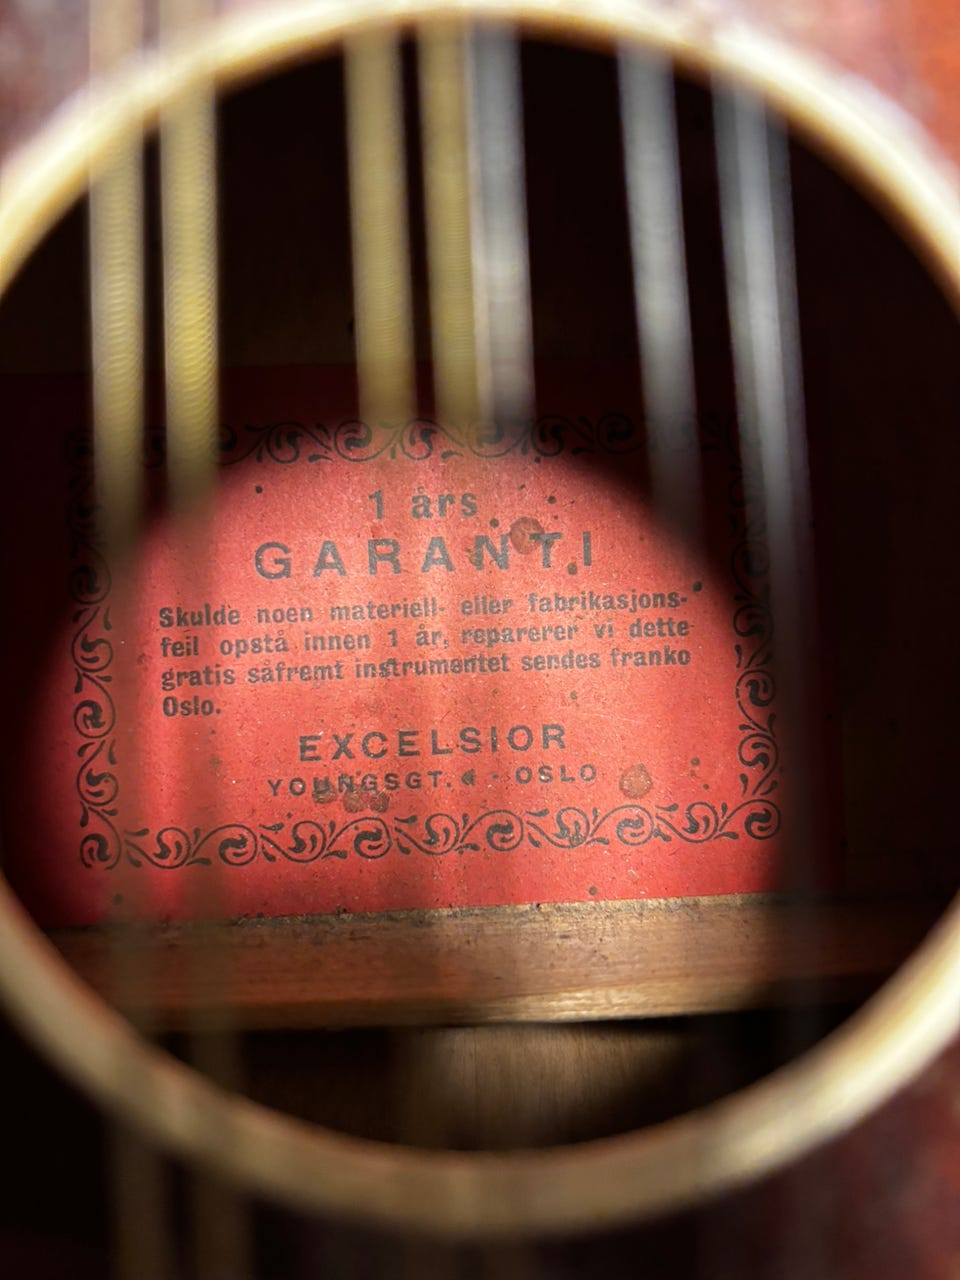 1 års
GARANTI
Skulde noen materiell- eller fabrikasjons-
feil opstå innen 1 år, reparerer vi dette
gratis såfremt instrumentet sendes franko
Oslo.
EXCELSIOR
YOUNGSGT. - OSLO